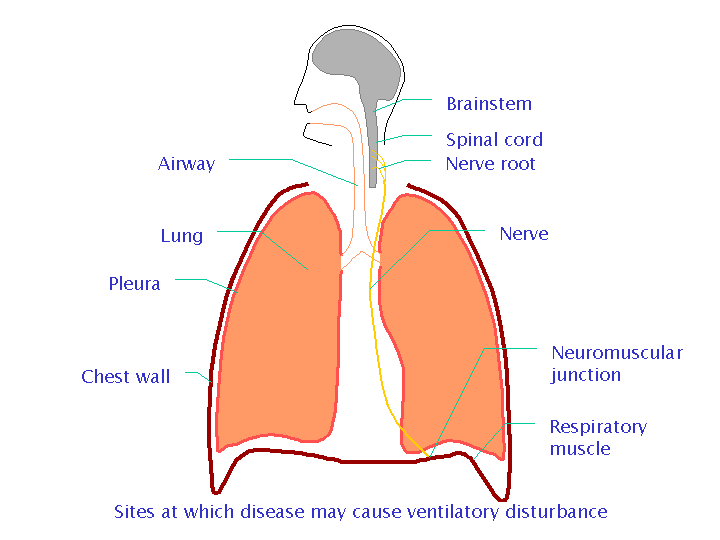 Brainstem
Spinal cord
Airway
Nerve root
Lung
Nerve
Pleura
Neuromuscular
junction
Chest wall
Respiratory
muscle
Sites at which disease may cause ventilatory disturbance